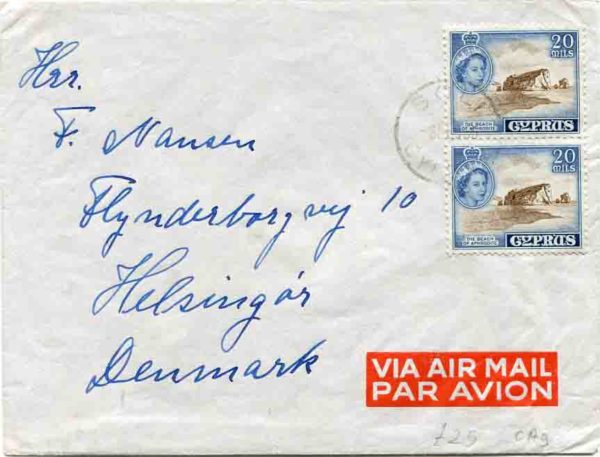 20
MILS
THE BEACH
OF APHRODITE
CYPRUS
20
MILS
THE BEACH
OF APHRODITE
CYPRUS
Hrr.
F. Nansen
Flynderborgvej 10
Helsingør
Denmark
VIA AIR MAIL
PAR AVION
£25